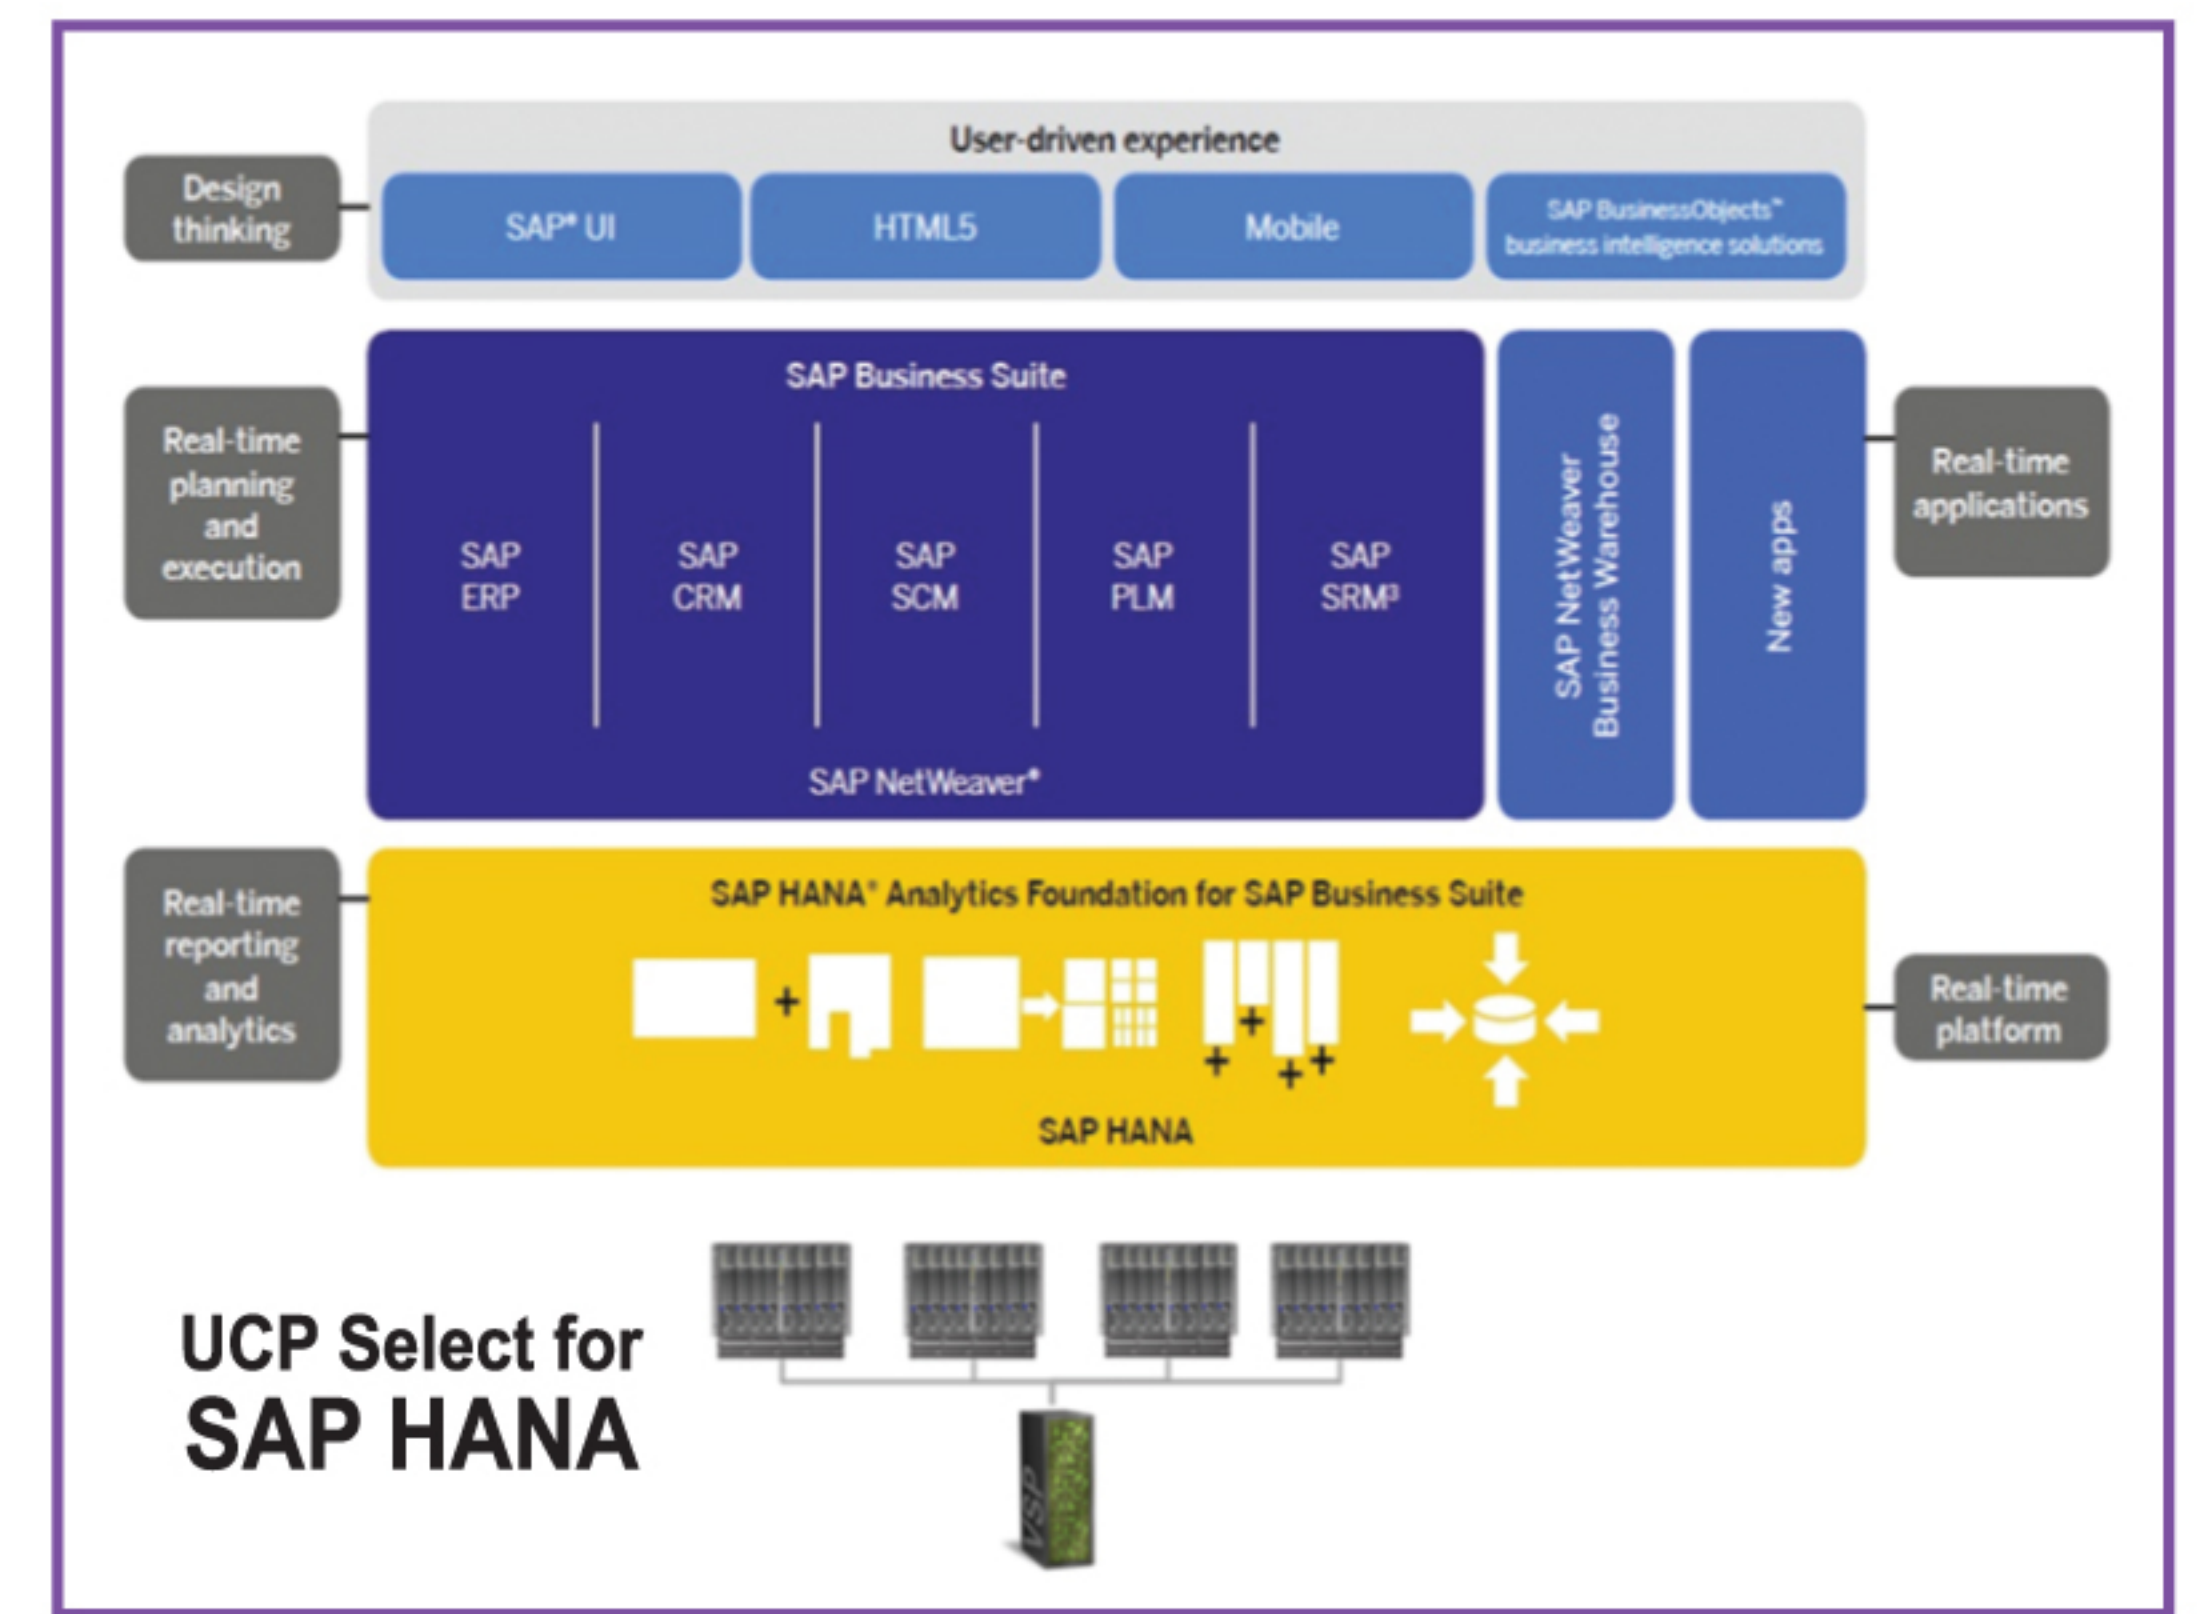 User-driven experience
Design
thinking
SAP® UI
HTML5
Mobile
SAP BusinessObjects™
business intelligence solutions
Real-time
planning
and
execution
SAP Business Suite
SAP
ERP
SAP
CRM
SAP
SCM
SAP
PLM
SAP
SRM³
SAP NetWeaver®
SAP NetWeaver
Business Warehouse
New apps
Real-time
applications
Real-time
reporting
and
analytics
SAP HANA® Analytics Foundation for SAP Business Suite
+
+
+
+
+
SAP HANA
Real-time
platform
UCP Select for
SAP HANA
VSP